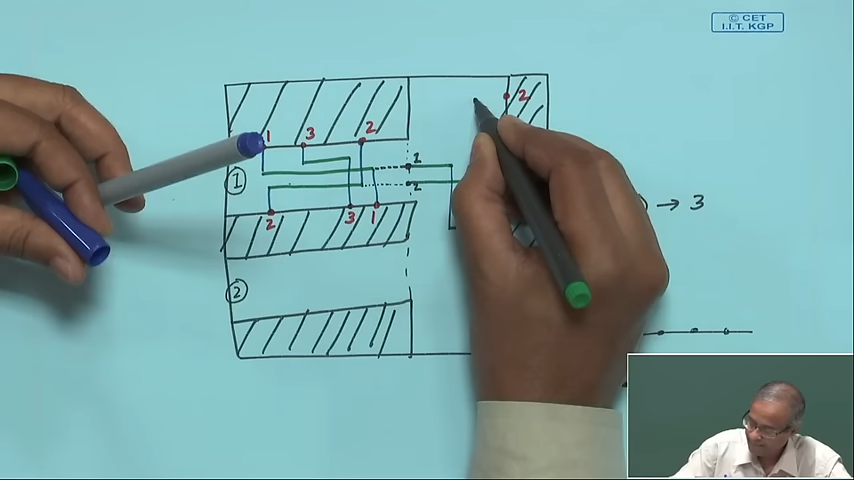 © CET
I.I.T. KGP
1 3 2 2
1
① 2
2 3 1
→ 3
②